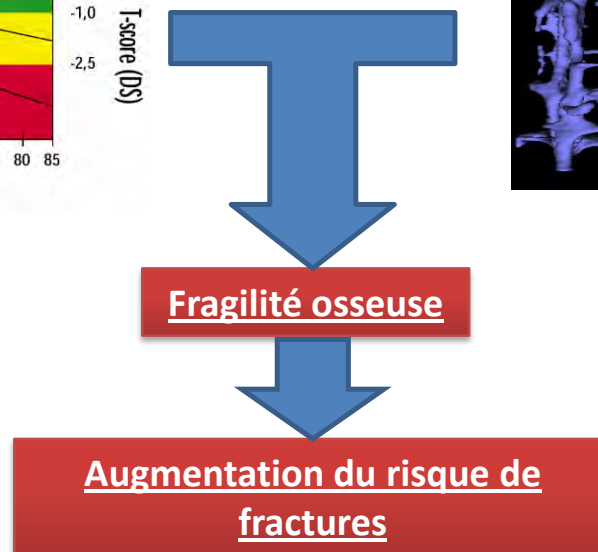 -1,0
-2,5
T-score (DS)
80 85
Fragilité osseuse
Augmentation du risque de
fractures